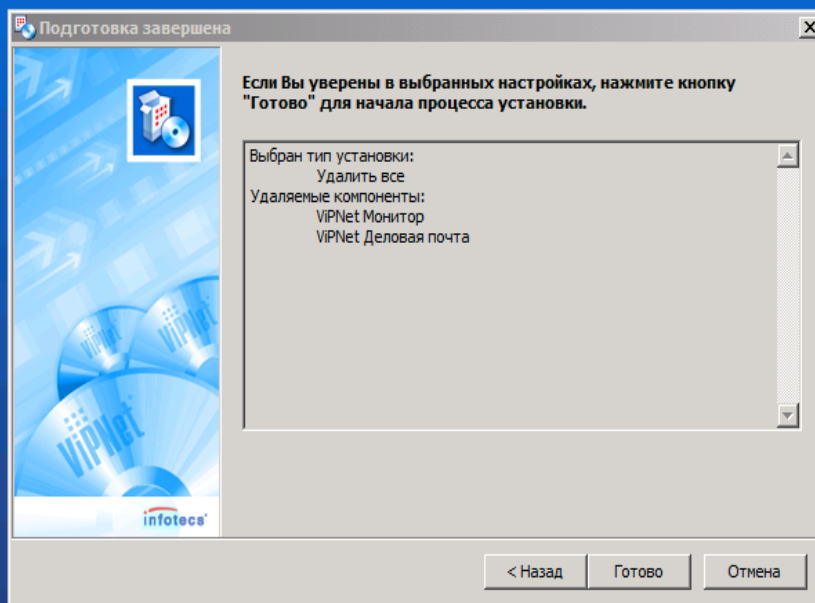 Подготовка завершена
Если Вы уверены в выбранных настройках, нажмите кнопку
"Готово" для начала процесса установки.
Выбран тип установки:
Удалить все
Удаляемые компоненты:
ViPNet Монитор
ViPNet Деловая почта
ViPNet
ViPNet
ViPNet
infotecs
< Назад
Готово
Отмена